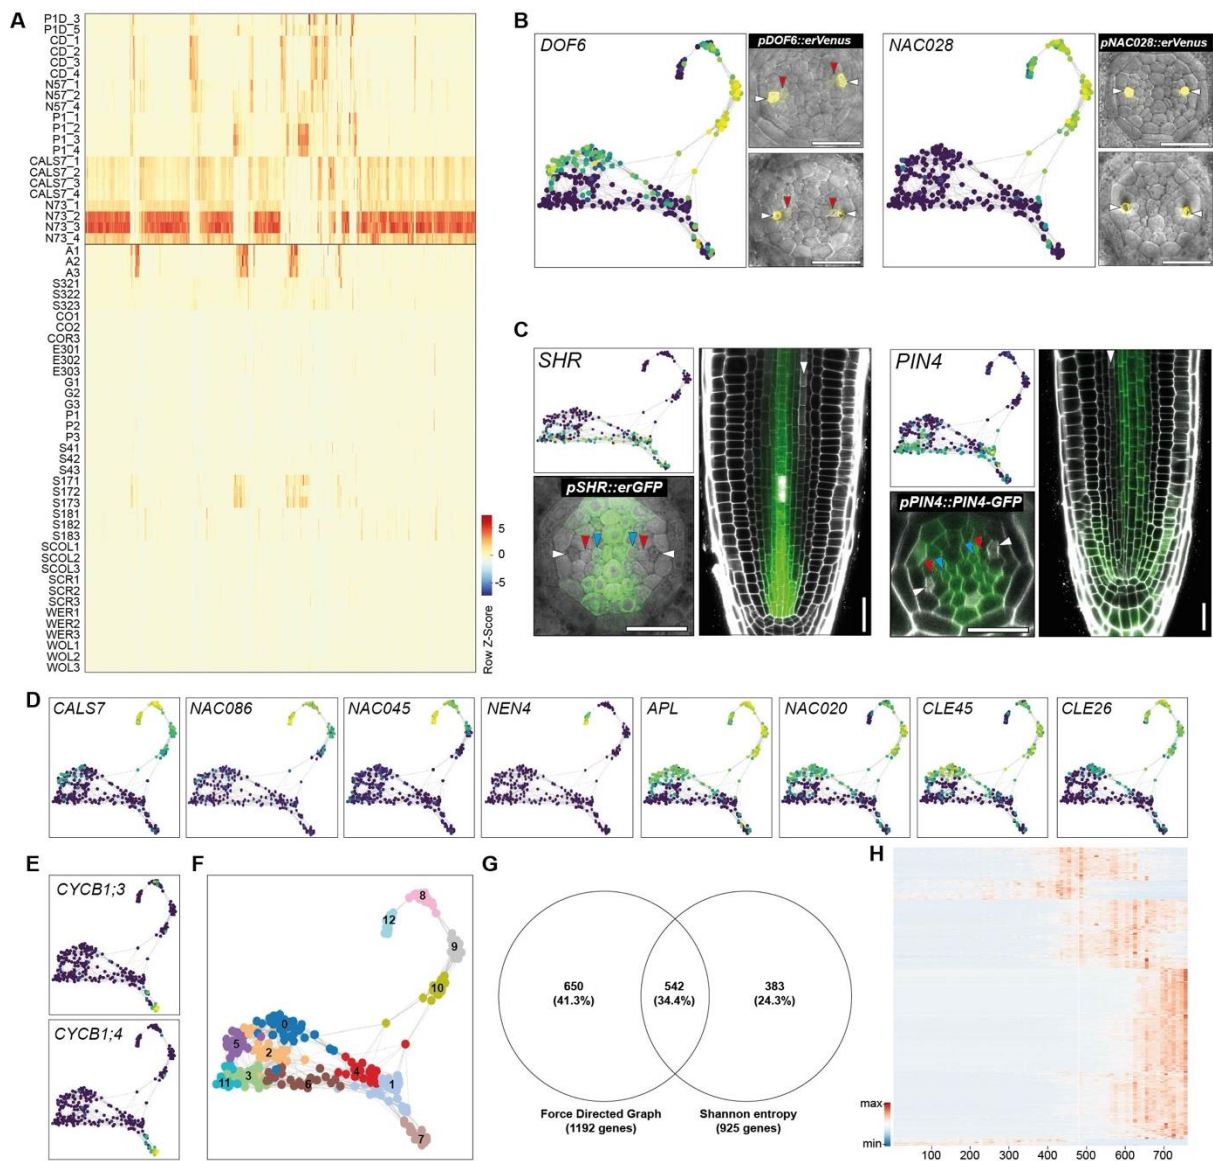 A
P1D_3
P1D_5
CD_1
CD_2
CD_3
CD_4
N57_1
N57_2
N57_4
P1_1
P1_2
P1_3
P1_4
CALS7_1
CALS7_2
CALS7_3
CALS7_4
N73_1
N73_2
N73_3
N73_4
A1
A2
A3
S321
S322
S323
CO1
CO2
COR3
E301
E302
E303
G1
G2
G3
P1
P2
P3
S41
S42
S43
S171
S172
S173
S181
S182
S183
SCOL1
SCOL2
SCOL3
SCR1
SCR2
SCR3
WER1
WER2
WER3
WOL1
WOL2
WOL3
5
0
-5
Row Z-Score
B
DOF6
pDOF6::erVenus
NAC028
pNAC028::erVenus
C
SHR
pSHR::erGFP
PIN4
pPIN4::PIN4-GFP
D
CALS7
NAC086
NAC045
NEN4
APL
NAC020
CLE45
CLE26
E
CYCB1;3
CYCB1;4
F
8
12
9
10
0
5
2
11
3
6
4
1
7
G
650
(41.3%)
542
(34.4%)
383
(24.3%)
Force Directed Graph
(1192 genes)
Shannon entropy
(925 genes)
H
max
min
100 200 300 400 500 600 700